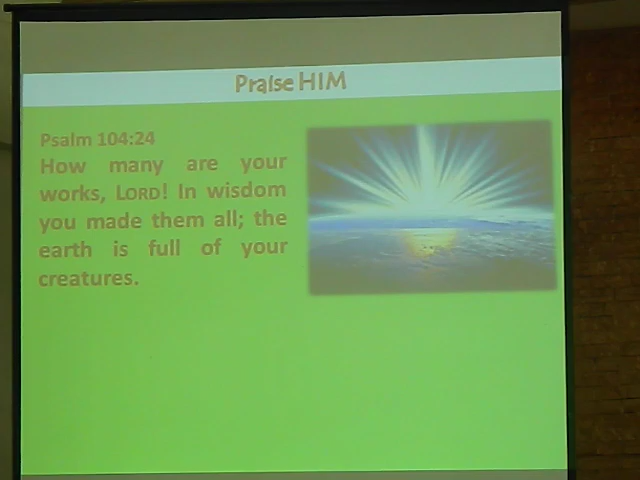 Praise HIM
Psalm 104:24
How many are your
works, LORD! In wisdom
you made them all; the
earth is full of your
creatures.